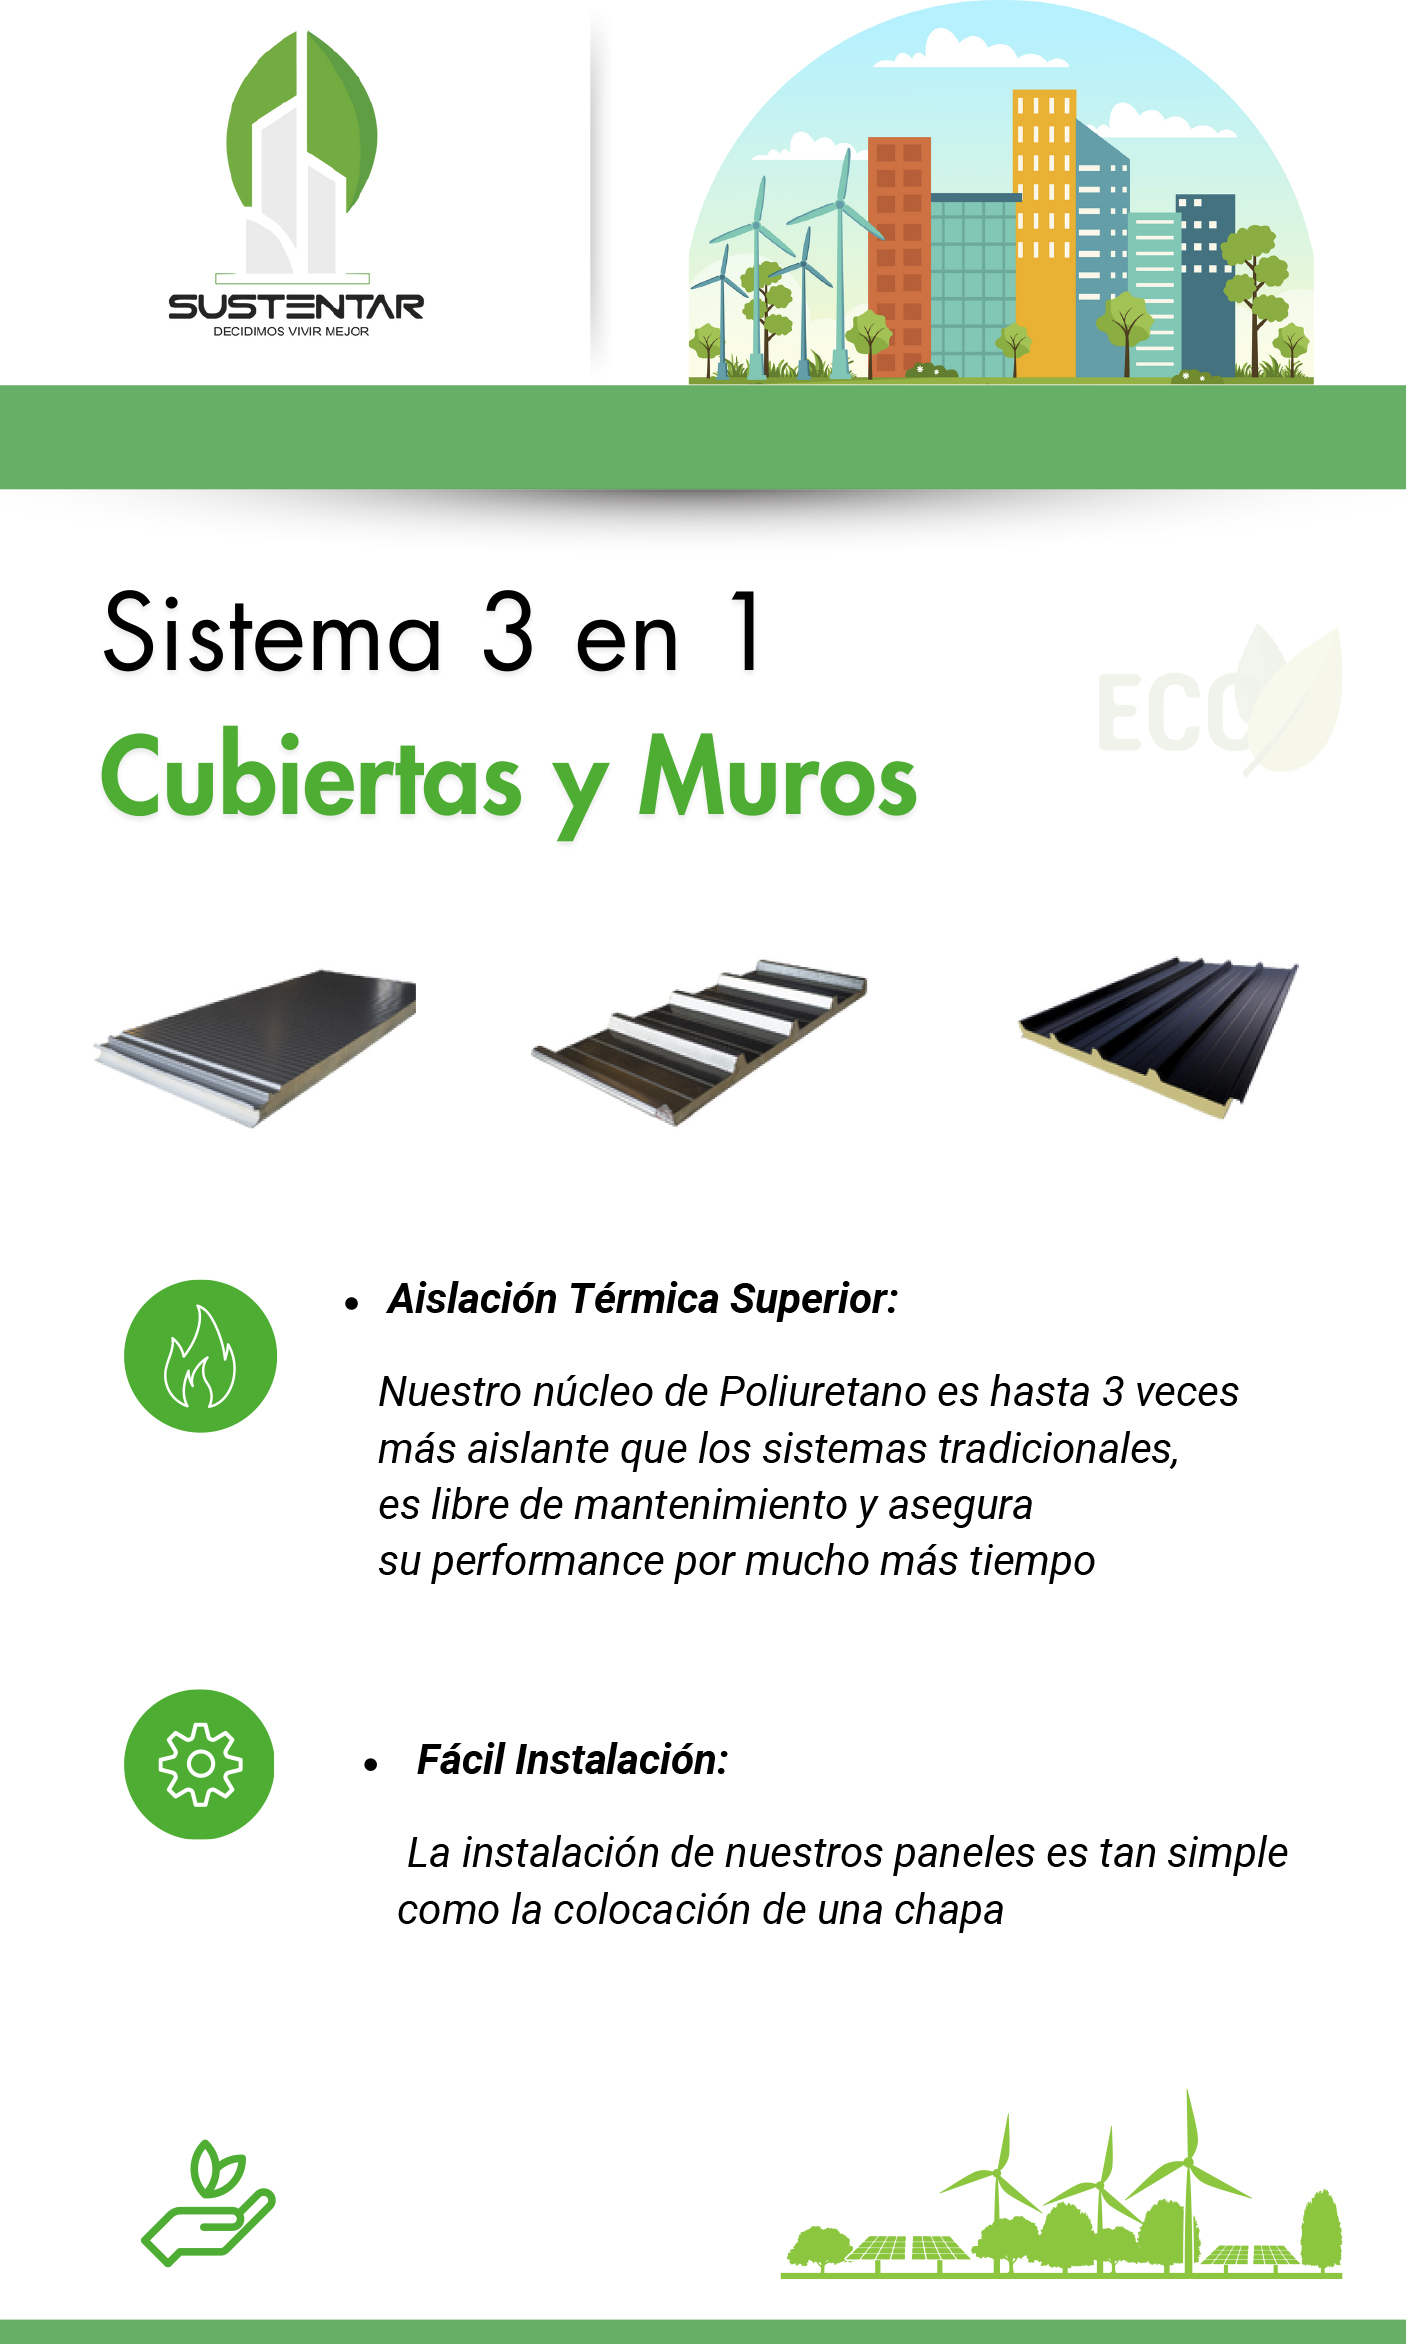 SUSTENTAR
DECIDIMOS VIVIR MEJOR
Sistema 3 en 1
Cubiertas y Muros
ECO
• Aislación Térmica Superior:
Nuestro núcleo de Poliuretano es hasta 3 veces
más aislante que los sistemas tradicionales,
es libre de mantenimiento y asegura
su performance por mucho más tiempo
• Fácil Instalación:
La instalación de nuestros paneles es tan simple
como la colocación de una chapa